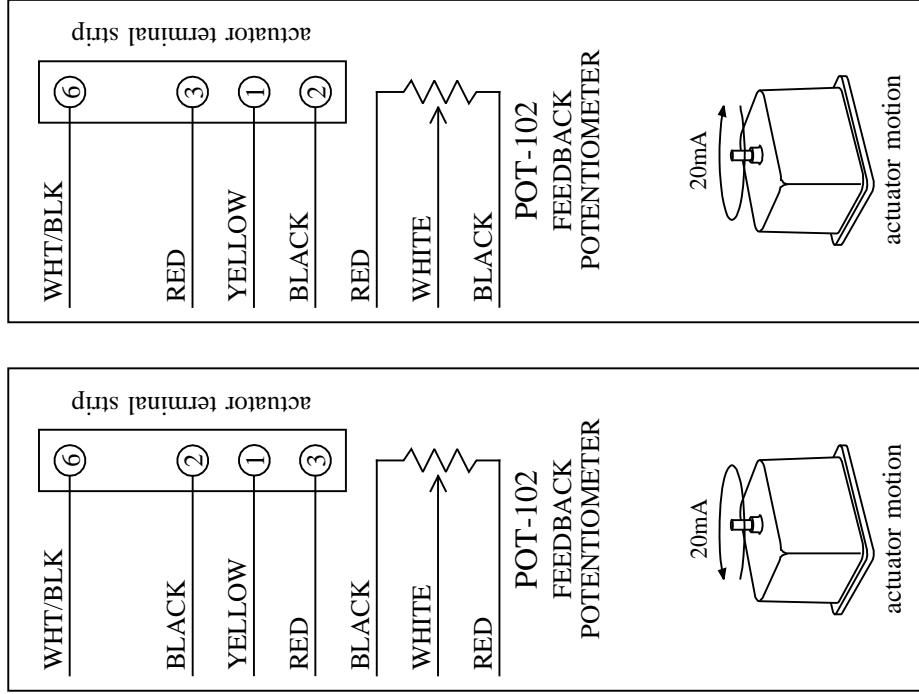 actuator terminal strip
WHT/BLK 6
RED 3
YELLOW 1
BLACK 2
RED
WHITE
BLACK
POT-102
FEEDBACK
POTENTIOMETER
20mA
actuator motion
actuator terminal strip
WHT/BLK 6
BLACK 2
YELLOW 1
RED 3
BLACK
WHITE
RED
POT-102
FEEDBACK
POTENTIOMETER
20mA
actuator motion